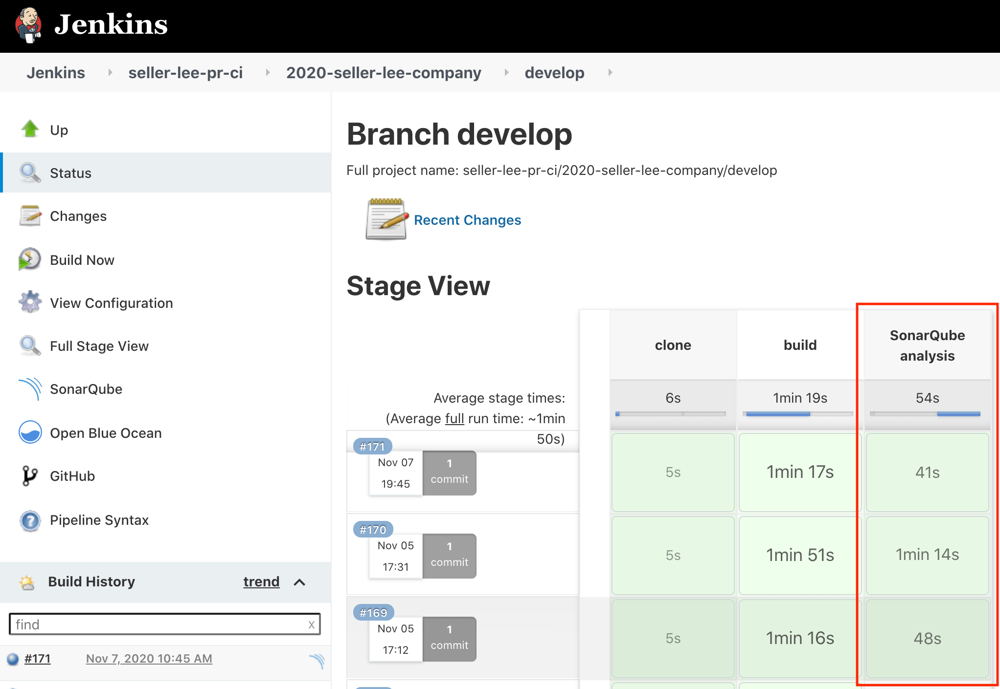 Jenkins
Jenkins seller-lee-pr-ci 2020-seller-lee-company develop
Up
Status
Changes
Build Now
View Configuration
Full Stage View
SonarQube
Open Blue Ocean
GitHub
Pipeline Syntax
Build History trend
find x
#171 Nov 7, 2020 10:45 AM
Branch develop
Full project name: seller-lee-pr-ci/2020-seller-lee-company/develop
Recent Changes
Stage View
clone build SonarQube
analysis
Average stage times:
(Average full run time: ~1min
50s)
6s 1min 19s 54s
#171
Nov 07
19:45
1
commit
5s 1min 17s 41s
#170
Nov 05
17:31
1
commit
5s 1min 51s 1min 14s
#169
Nov 05
17:12
1
commit
5s 1min 16s 48s